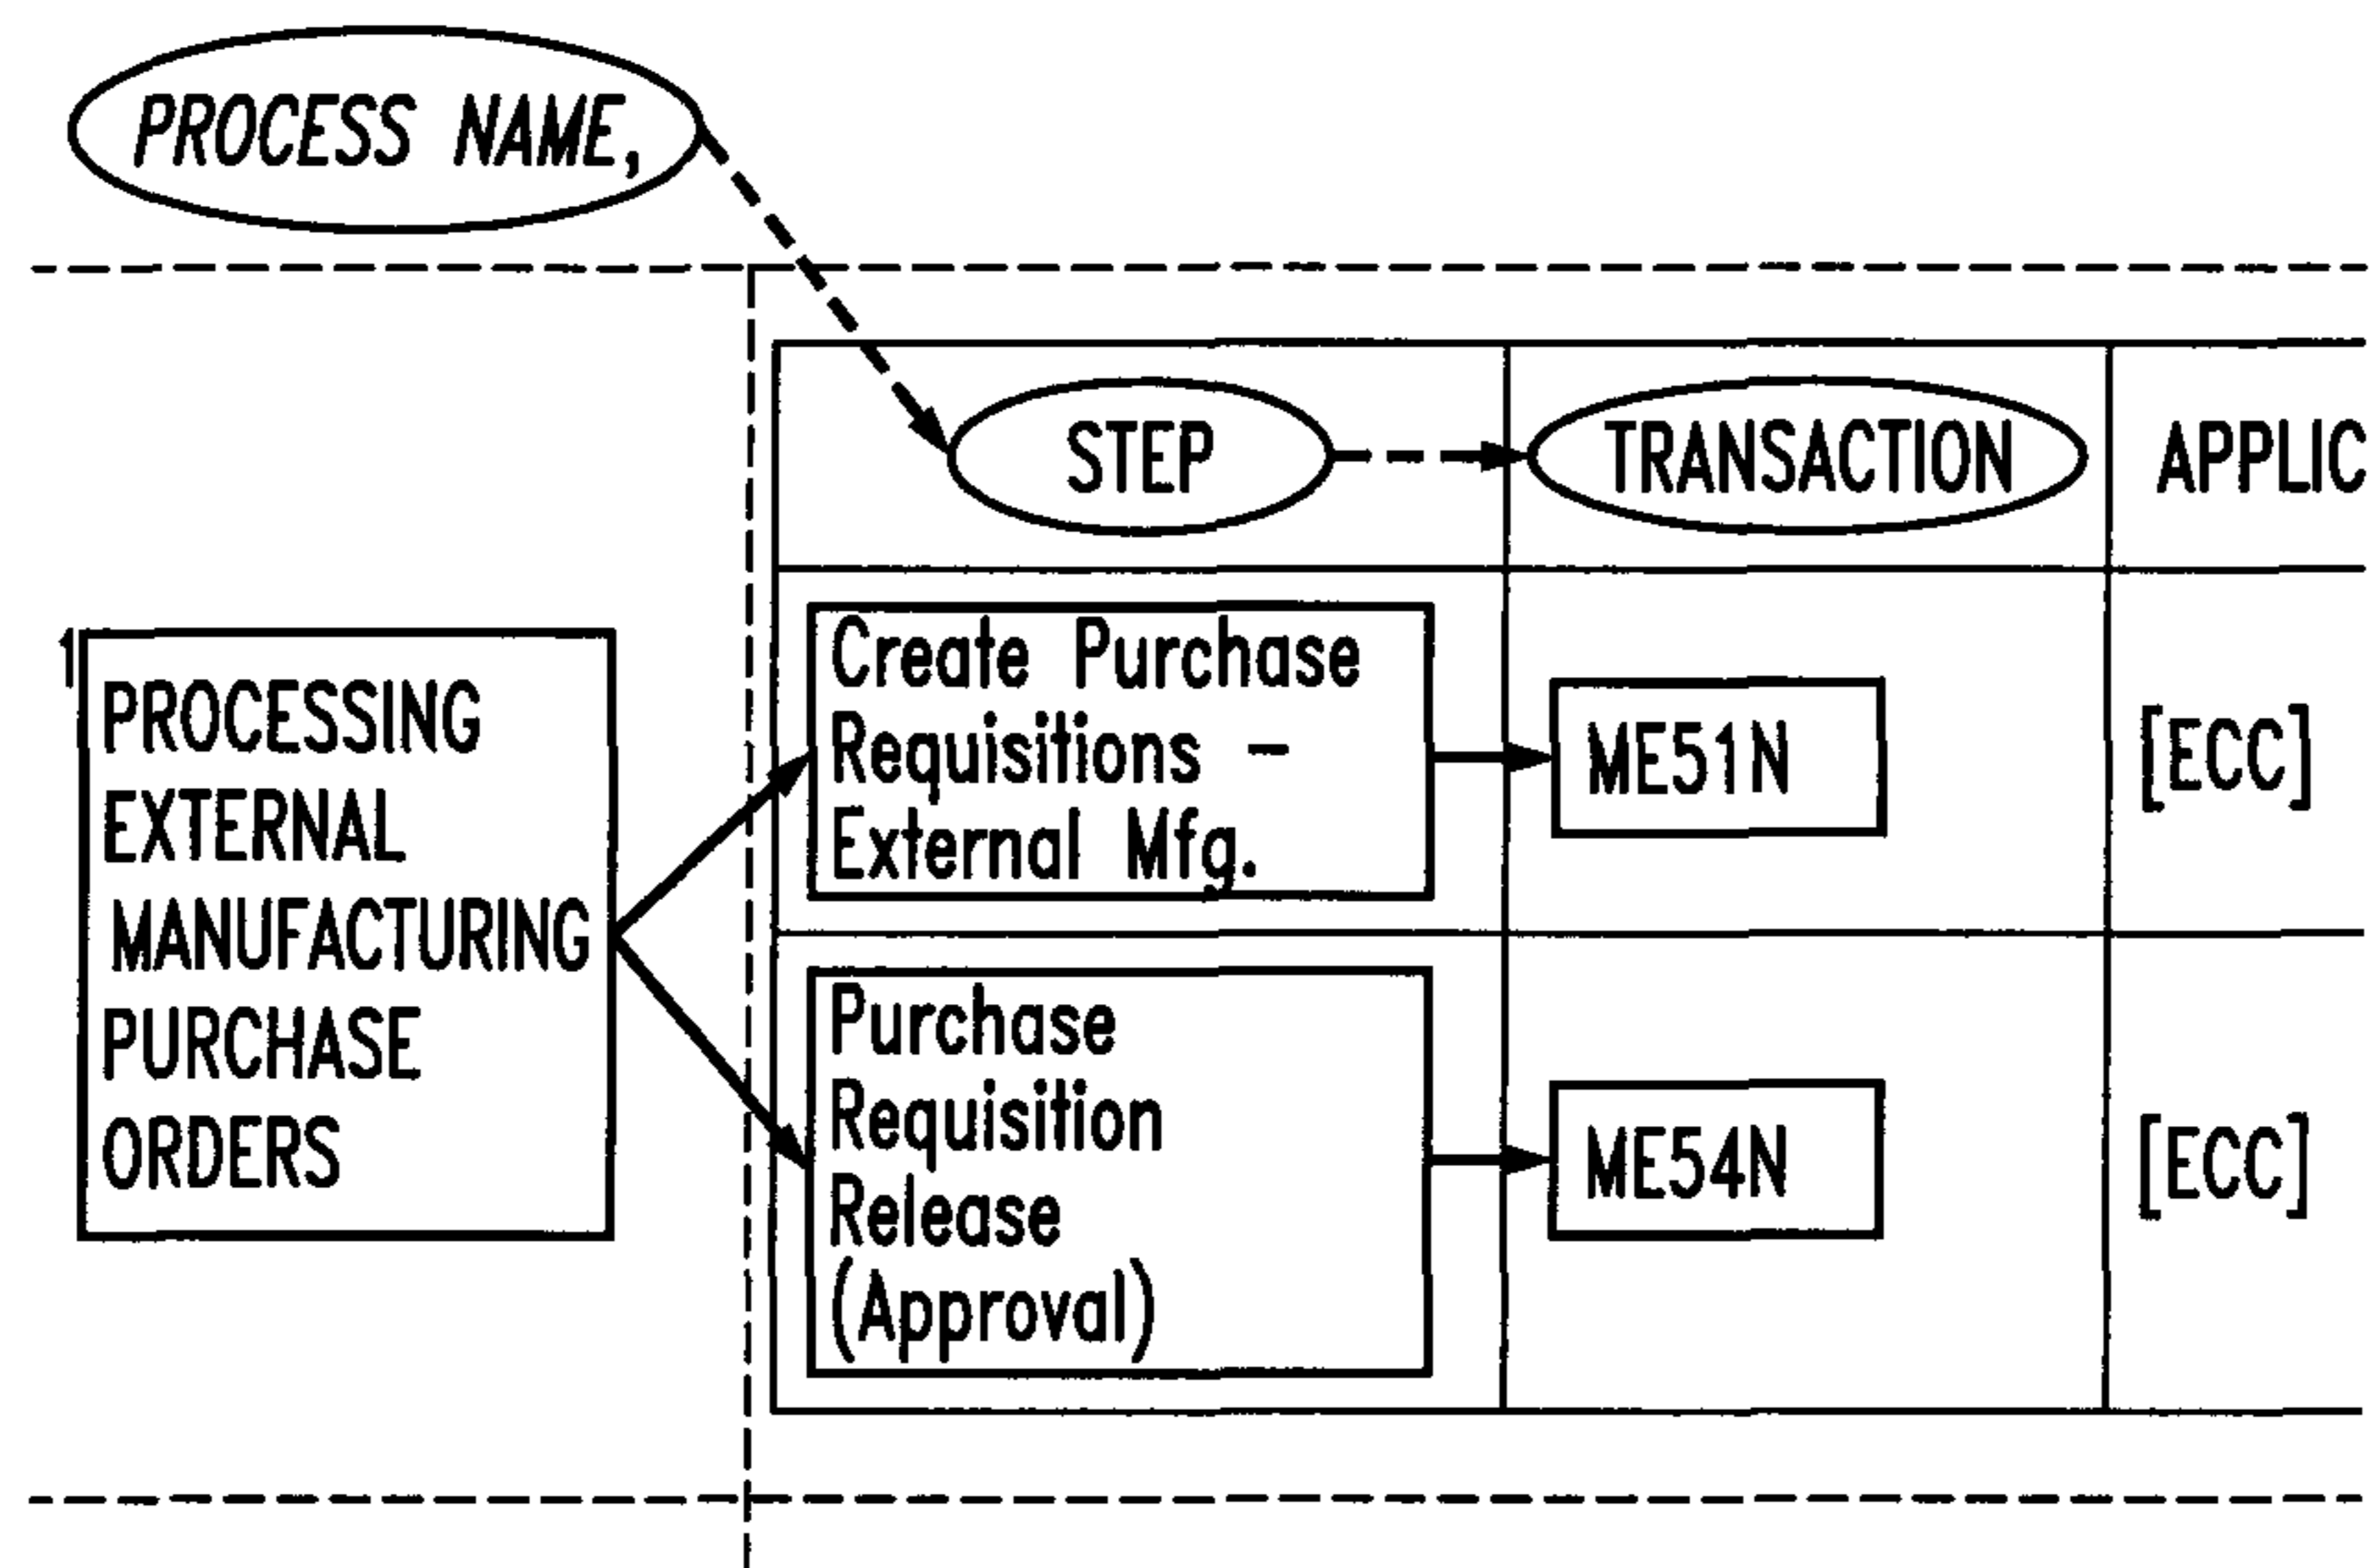 PROCESS NAME,
STEP
TRANSACTION
APPLIC
1
PROCESSING
EXTERNAL
MANUFACTURING
PURCHASE
ORDERS
Create Purchase
Requisitions –
External Mfg.
ME51N
[ECC]
Purchase
Requisition
Release
(Approval)
ME54N
[ECC]